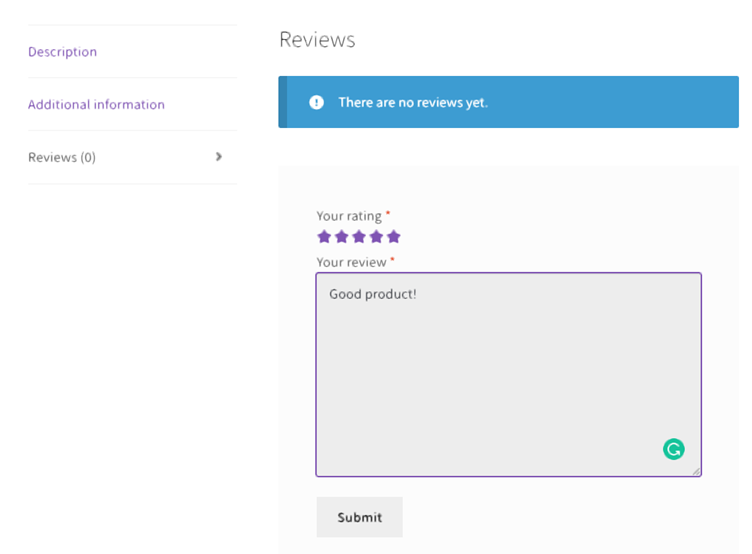 Description
Additional information
Reviews (0)
Reviews
There are no reviews yet.
Your rating *
Your review *
Good product!
Submit